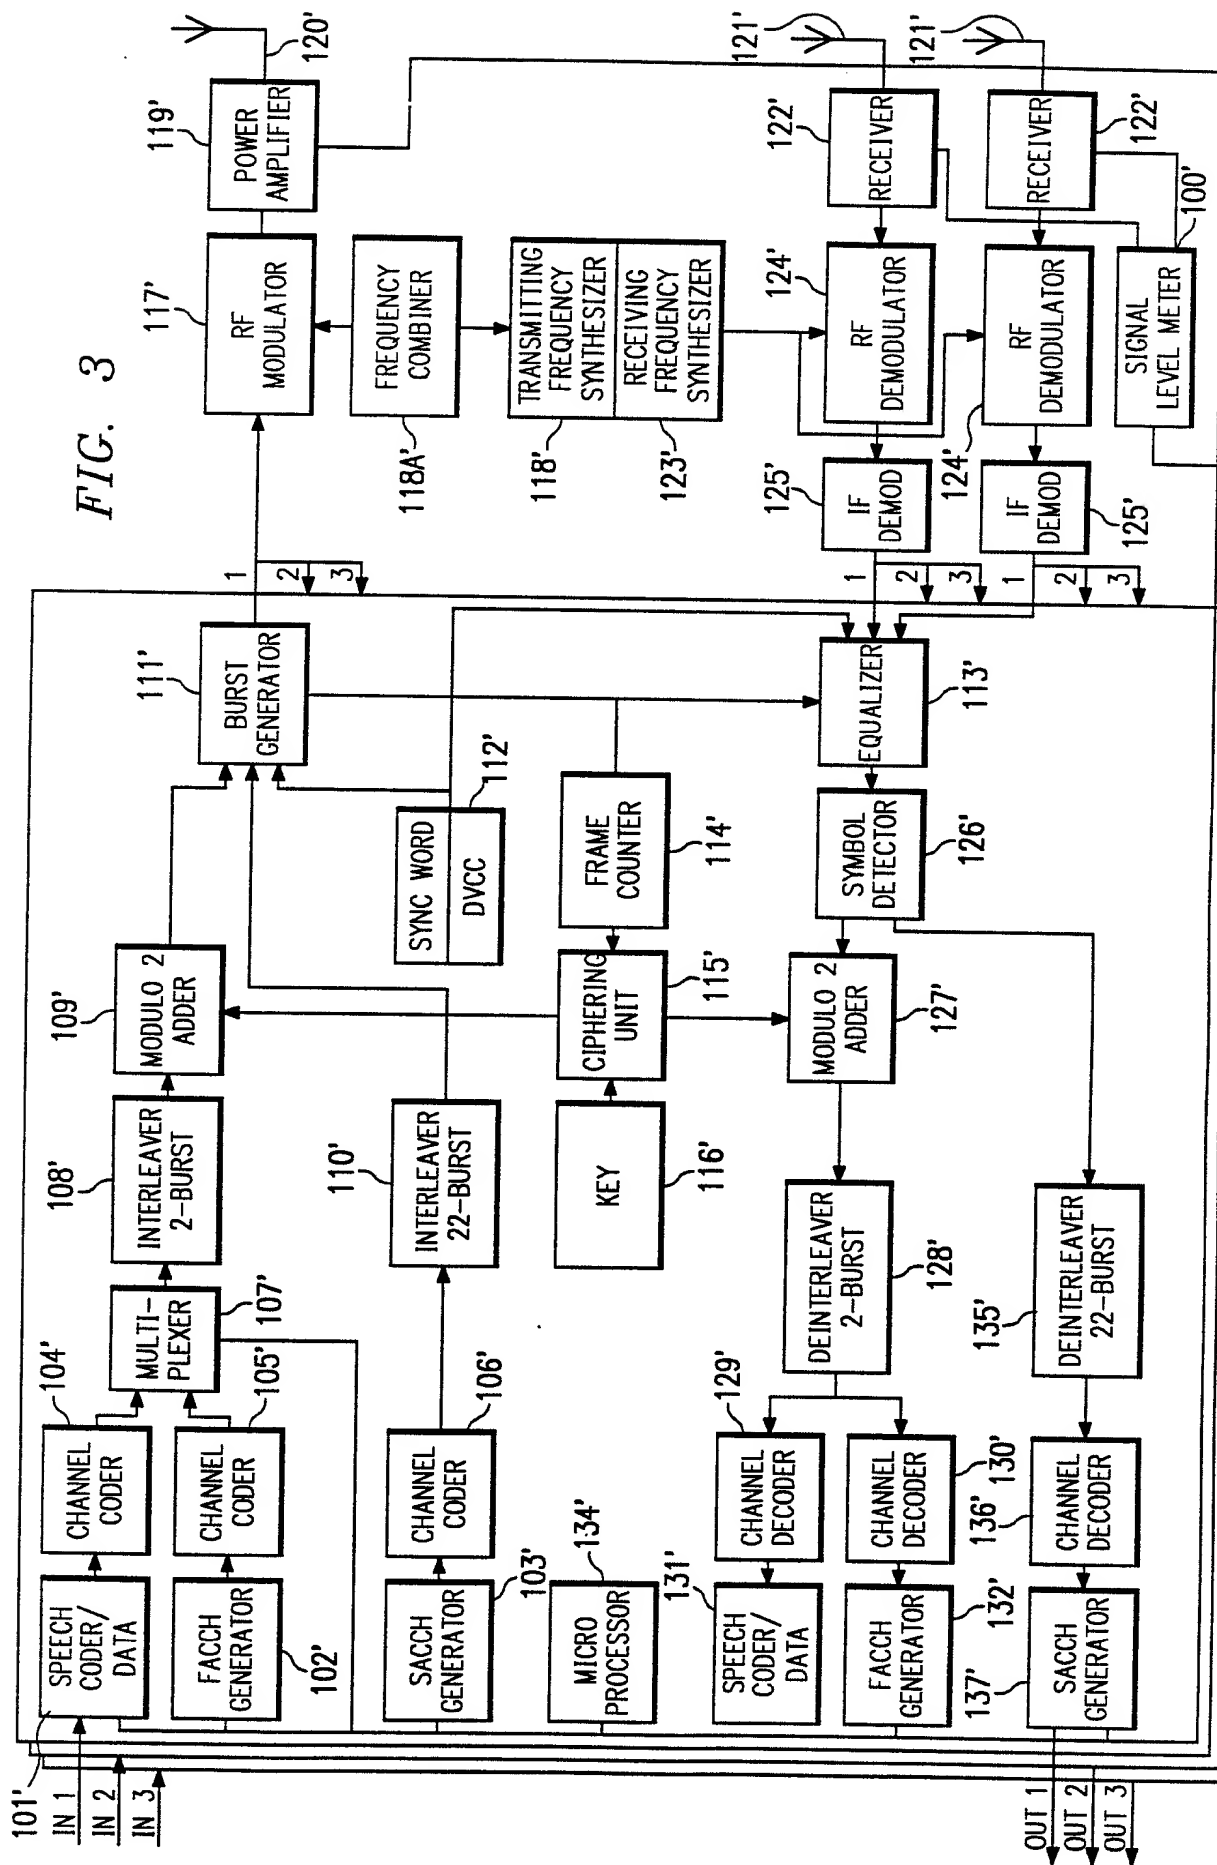 FIG. 3
101'
IN 1
IN 2
IN 3
SPEECH
CODER/
DATA
104'
CHANNEL
CODER
FACCH
GENERATOR
102'
CHANNEL
CODER
105'
MULTI-
PLEXER
107'
108'
INTERLEAVER
2-BURST
109'
MODULO 2
ADDER
111'
BURST
GENERATOR
1
2
3
117'
RF
MODULATOR
119'
POWER
AMPLIFIER
120'
SACCH
GENERATOR
103'
CHANNEL
CODER
106'
110'
INTERLEAVER
22-BURST
SYNC WORD
DVCC
112'
FREQUENCY
COMBINER
118A'
MICRO
PROCESSOR
134'
KEY
116'
CIPHERING
UNIT
115'
FRAME
COUNTER
114'
TRANSMITTING
FREQUENCY
SYNTHESIZER
RECEIVING
FREQUENCY
SYNTHESIZER
118'
123'
131'
SPEECH
CODER/
DATA
129'
CHANNEL
DECODER
FACCH
GENERATOR
132'
CHANNEL
DECODER
130'
DEINTERLEAVER
2-BURST
128'
MODULO 2
ADDER
127'
SYMBOL
DETECTOR
126'
EQUALIZER
113'
1
2
3
125'
IF
DEMOD
124'
RF
DEMODULATOR
122'
RECEIVER
121'
137'
SACCH
GENERATOR
136'
CHANNEL
DECODER
135'
DEINTERLEAVER
22-BURST
1
2
3
IF
DEMOD
125'
124'
RF
DEMODULATOR
RECEIVER
122'
121'
SIGNAL
LEVEL METER
100'
OUT 1
OUT 2
OUT 3